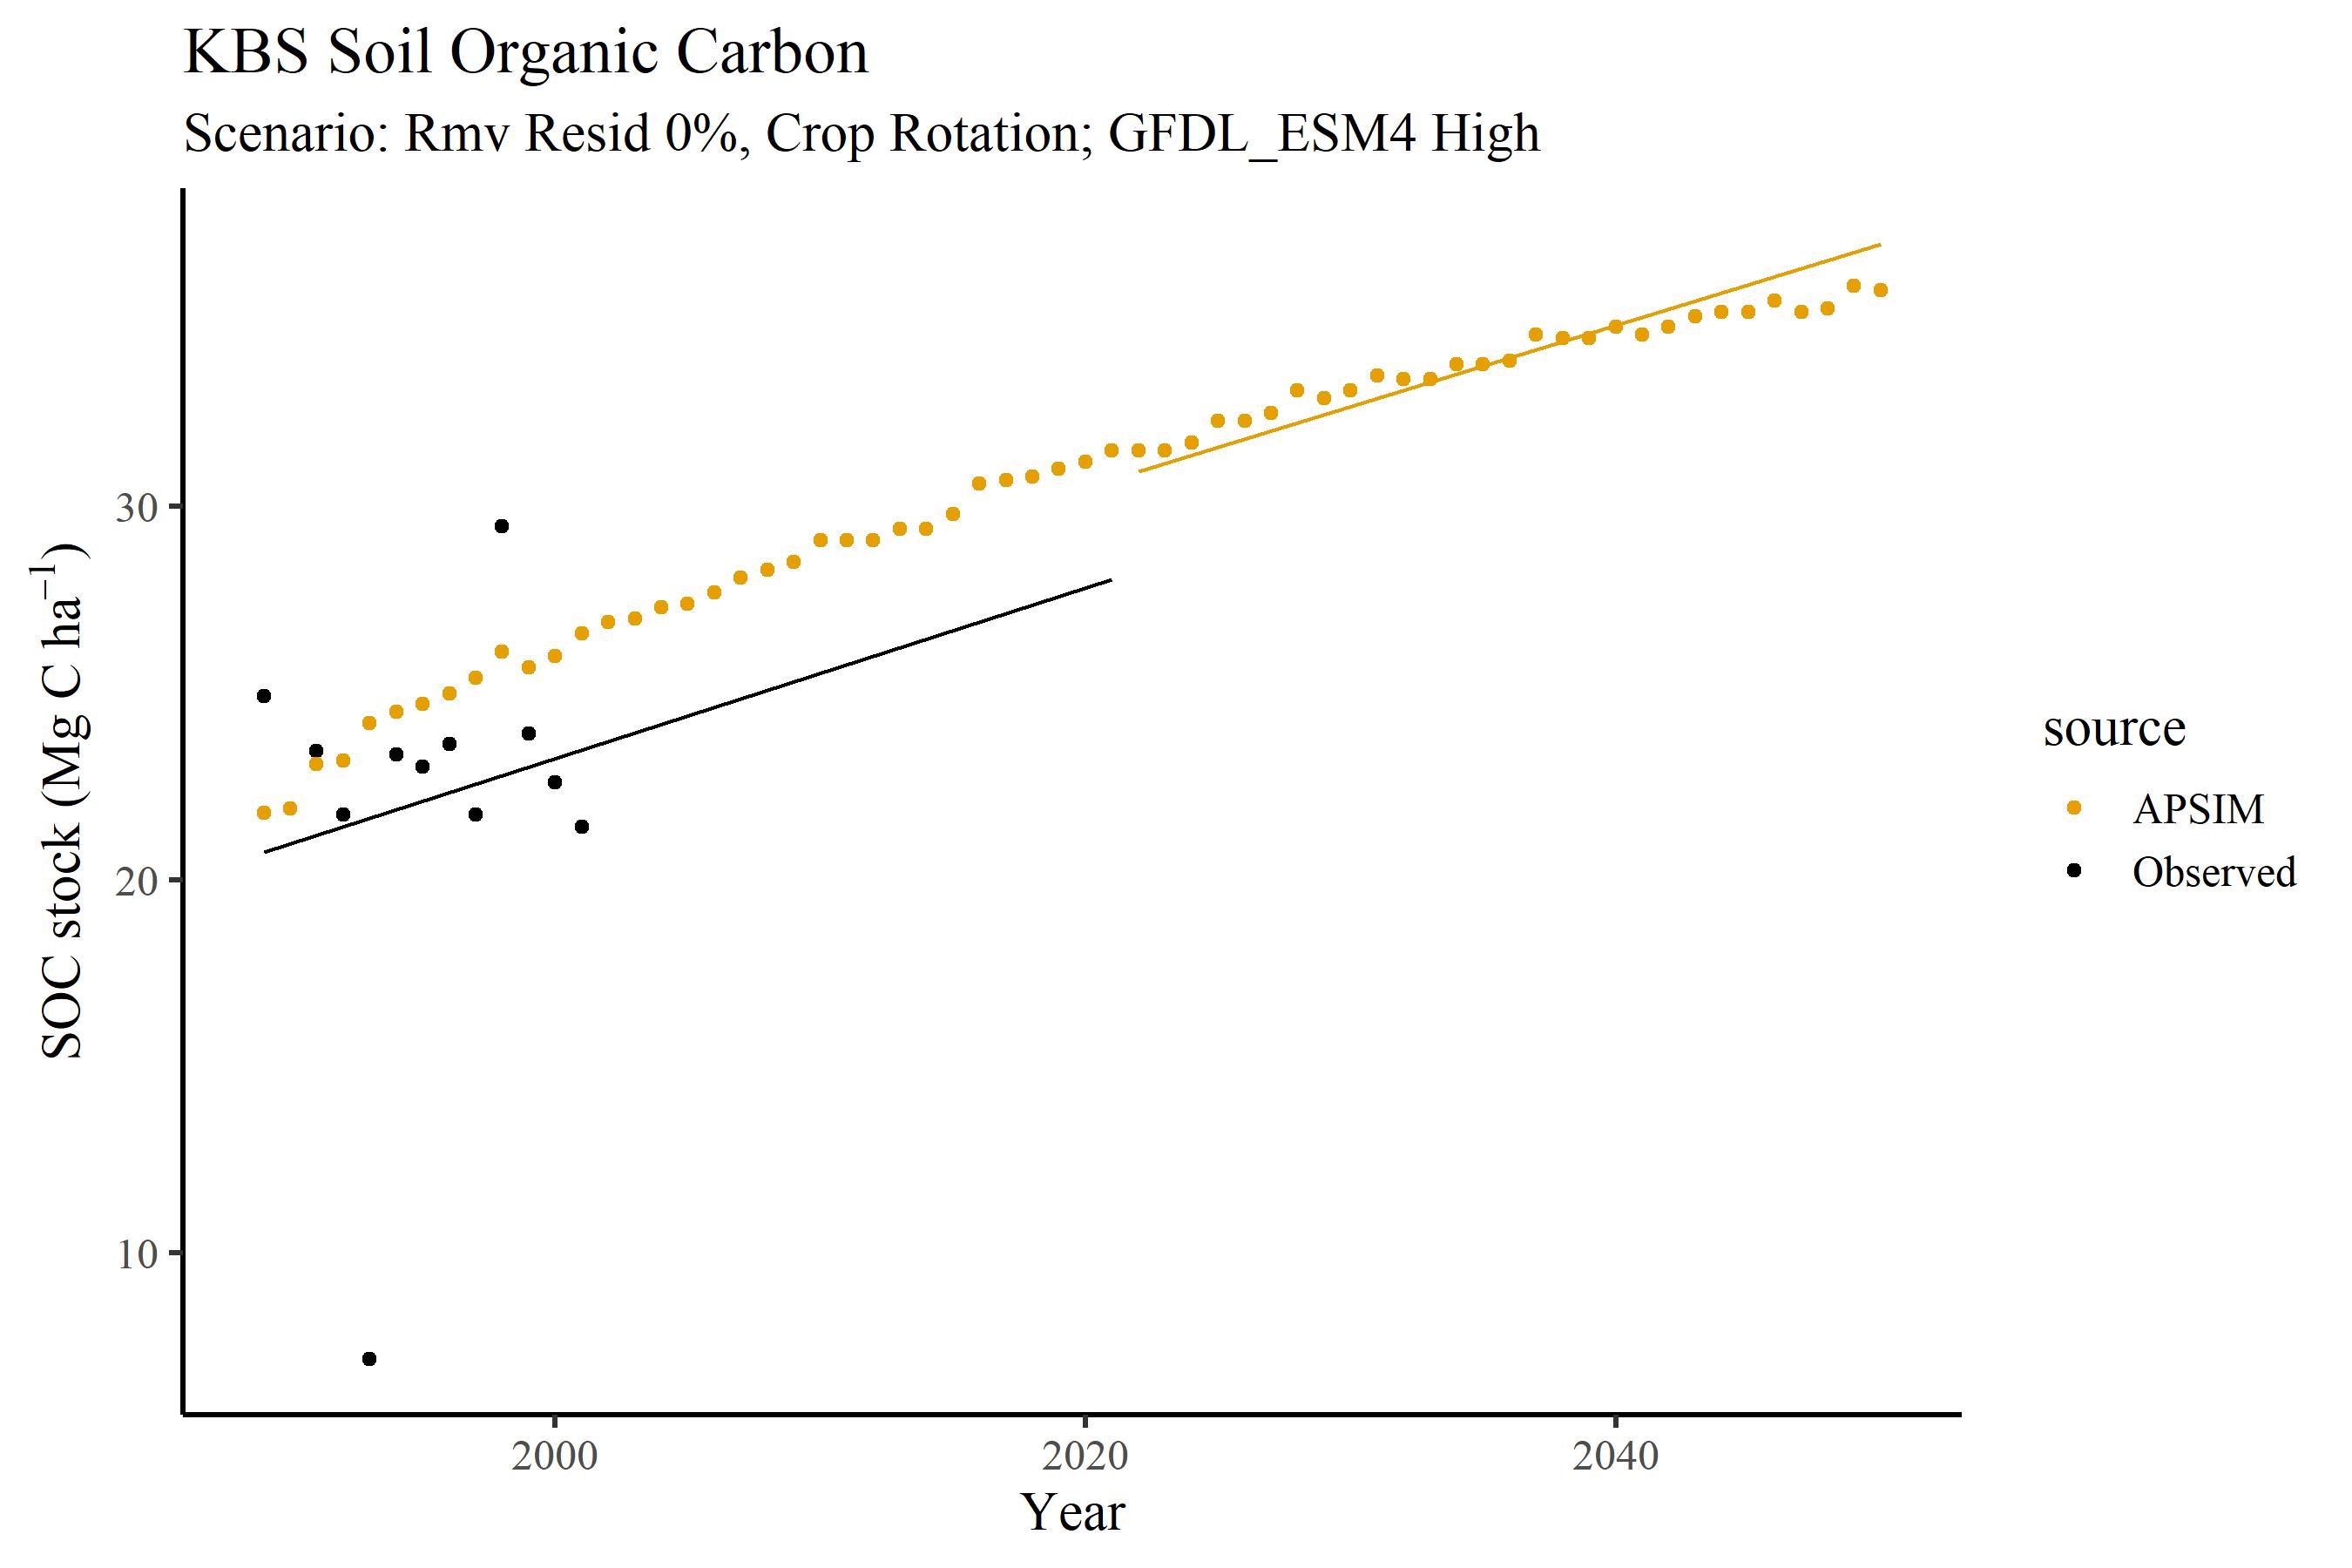 KBS Soil Organic Carbon
Scenario: Rmv Resid 0%, Crop Rotation; GFDL_ESM4 High
SOC stock (Mg C ha⁻¹)
30
20
10
2000 2020 2040
Year
source
APSIM
Observed